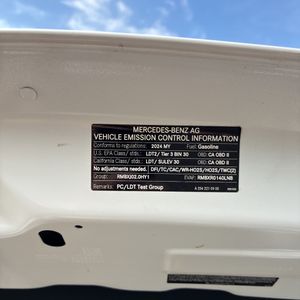 MERCEDES-BENZ AG
VEHICLE EMISSION CONTROL INFORMATION
Conforms to regulations: 2024 MY Fuel: Gasoline
U.S. EPA Class/ stds.: LDT2/ Tier 3 BIN 30 OBD: CA OBD II
California Class/ stds.: LDT/ SULEV 30 OBD: CA OBD II
No adjustments needed. DFI/TC/CAC/WR-HO2S/HO2S/TWC(2)
Group: RMBXJ02.0HY1 EVAP: RMBXR0140LNB
Remarks: PC/LDT Test Group